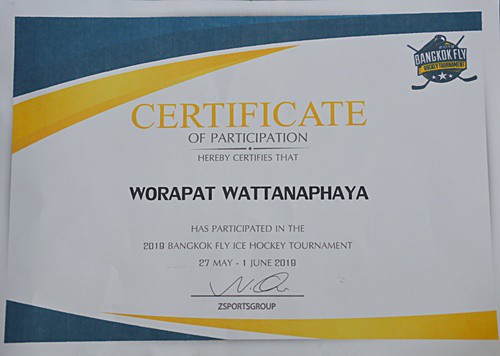 2019
BANGKOK FLY
HOCKEY TOURNAMENT
CERTIFICATE
OF PARTICIPATION
HEREBY CERTIFIES THAT
WORAPAT WATTANAPHAYA
HAS PARTICIPATED IN THE
2019 BANGKOK FLY ICE HOCKEY TOURNAMENT
27 MAY - 1 JUNE 2019
ZSPORTSGROUP